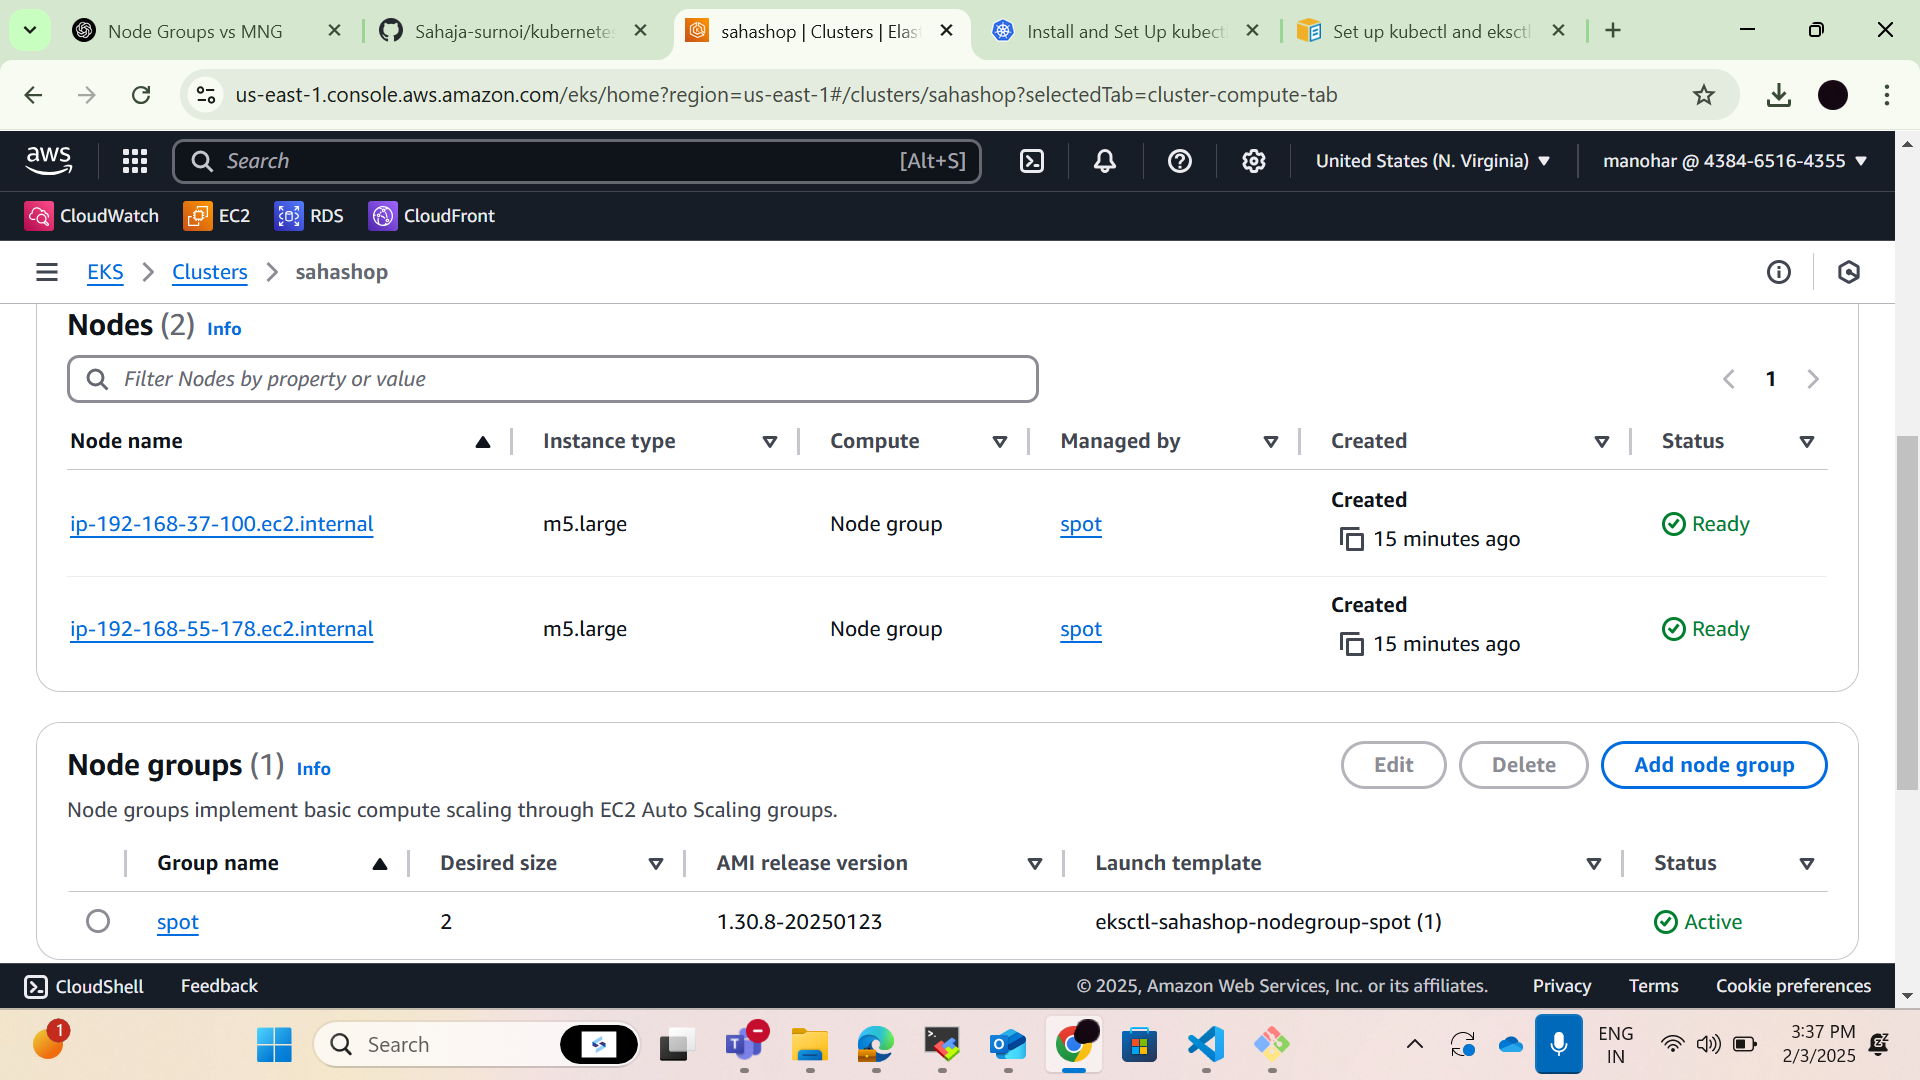 Node Groups vs MNG
Sahaja-surnoi/kubernete
sahashop | Clusters | Elas
Install and Set Up kubect
Set up kubectl and eksctl
us-east-1.console.aws.amazon.com/eks/home?region=us-east-1#/clusters/sahashop?selectedTab=cluster-compute-tab
aws
Search
[Alt+S]
United States (N. Virginia)
manohar @ 4384-6516-4355
CloudWatch
EC2
RDS
CloudFront
EKS
Clusters
sahashop
Nodes (2) Info
Filter Nodes by property or value
1
Node name
Instance type
Compute
Managed by
Created
Status
ip-192-168-37-100.ec2.internal
m5.large
Node group
spot
Created
15 minutes ago
Ready
ip-192-168-55-178.ec2.internal
m5.large
Node group
spot
Created
15 minutes ago
Ready
Node groups (1) Info
Edit
Delete
Add node group
Node groups implement basic compute scaling through EC2 Auto Scaling groups.
Group name
Desired size
AMI release version
Launch template
Status
spot
2
1.30.8-20250123
eksctl-sahashop-nodegroup-spot (1)
Active
CloudShell
Feedback
© 2025, Amazon Web Services, Inc. or its affiliates.
Privacy
Terms
Cookie preferences
1
Search
ENG
IN
3:37 PM
2/3/2025